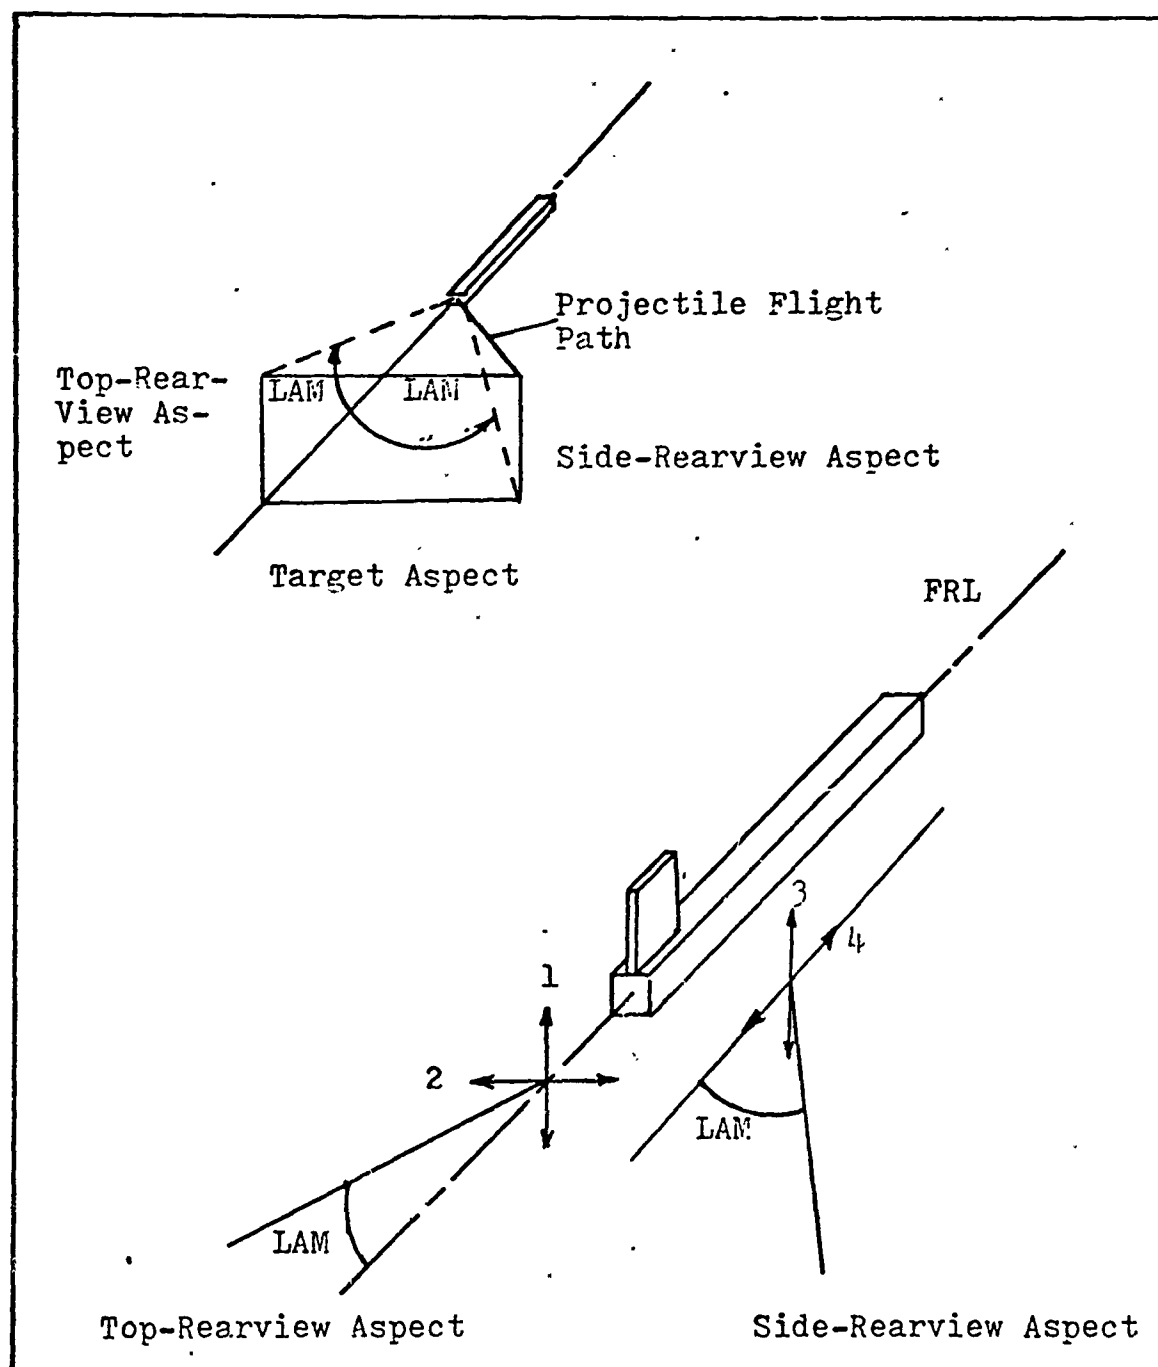 Projectile Flight
Path
Top-Rear-
View As-
pect
LAM
LAM
Side-Rearview Aspect
Target Aspect
FRL
3
4
1
2
LAM
LAM
Top-Rearview Aspect
Side-Rearview Aspect